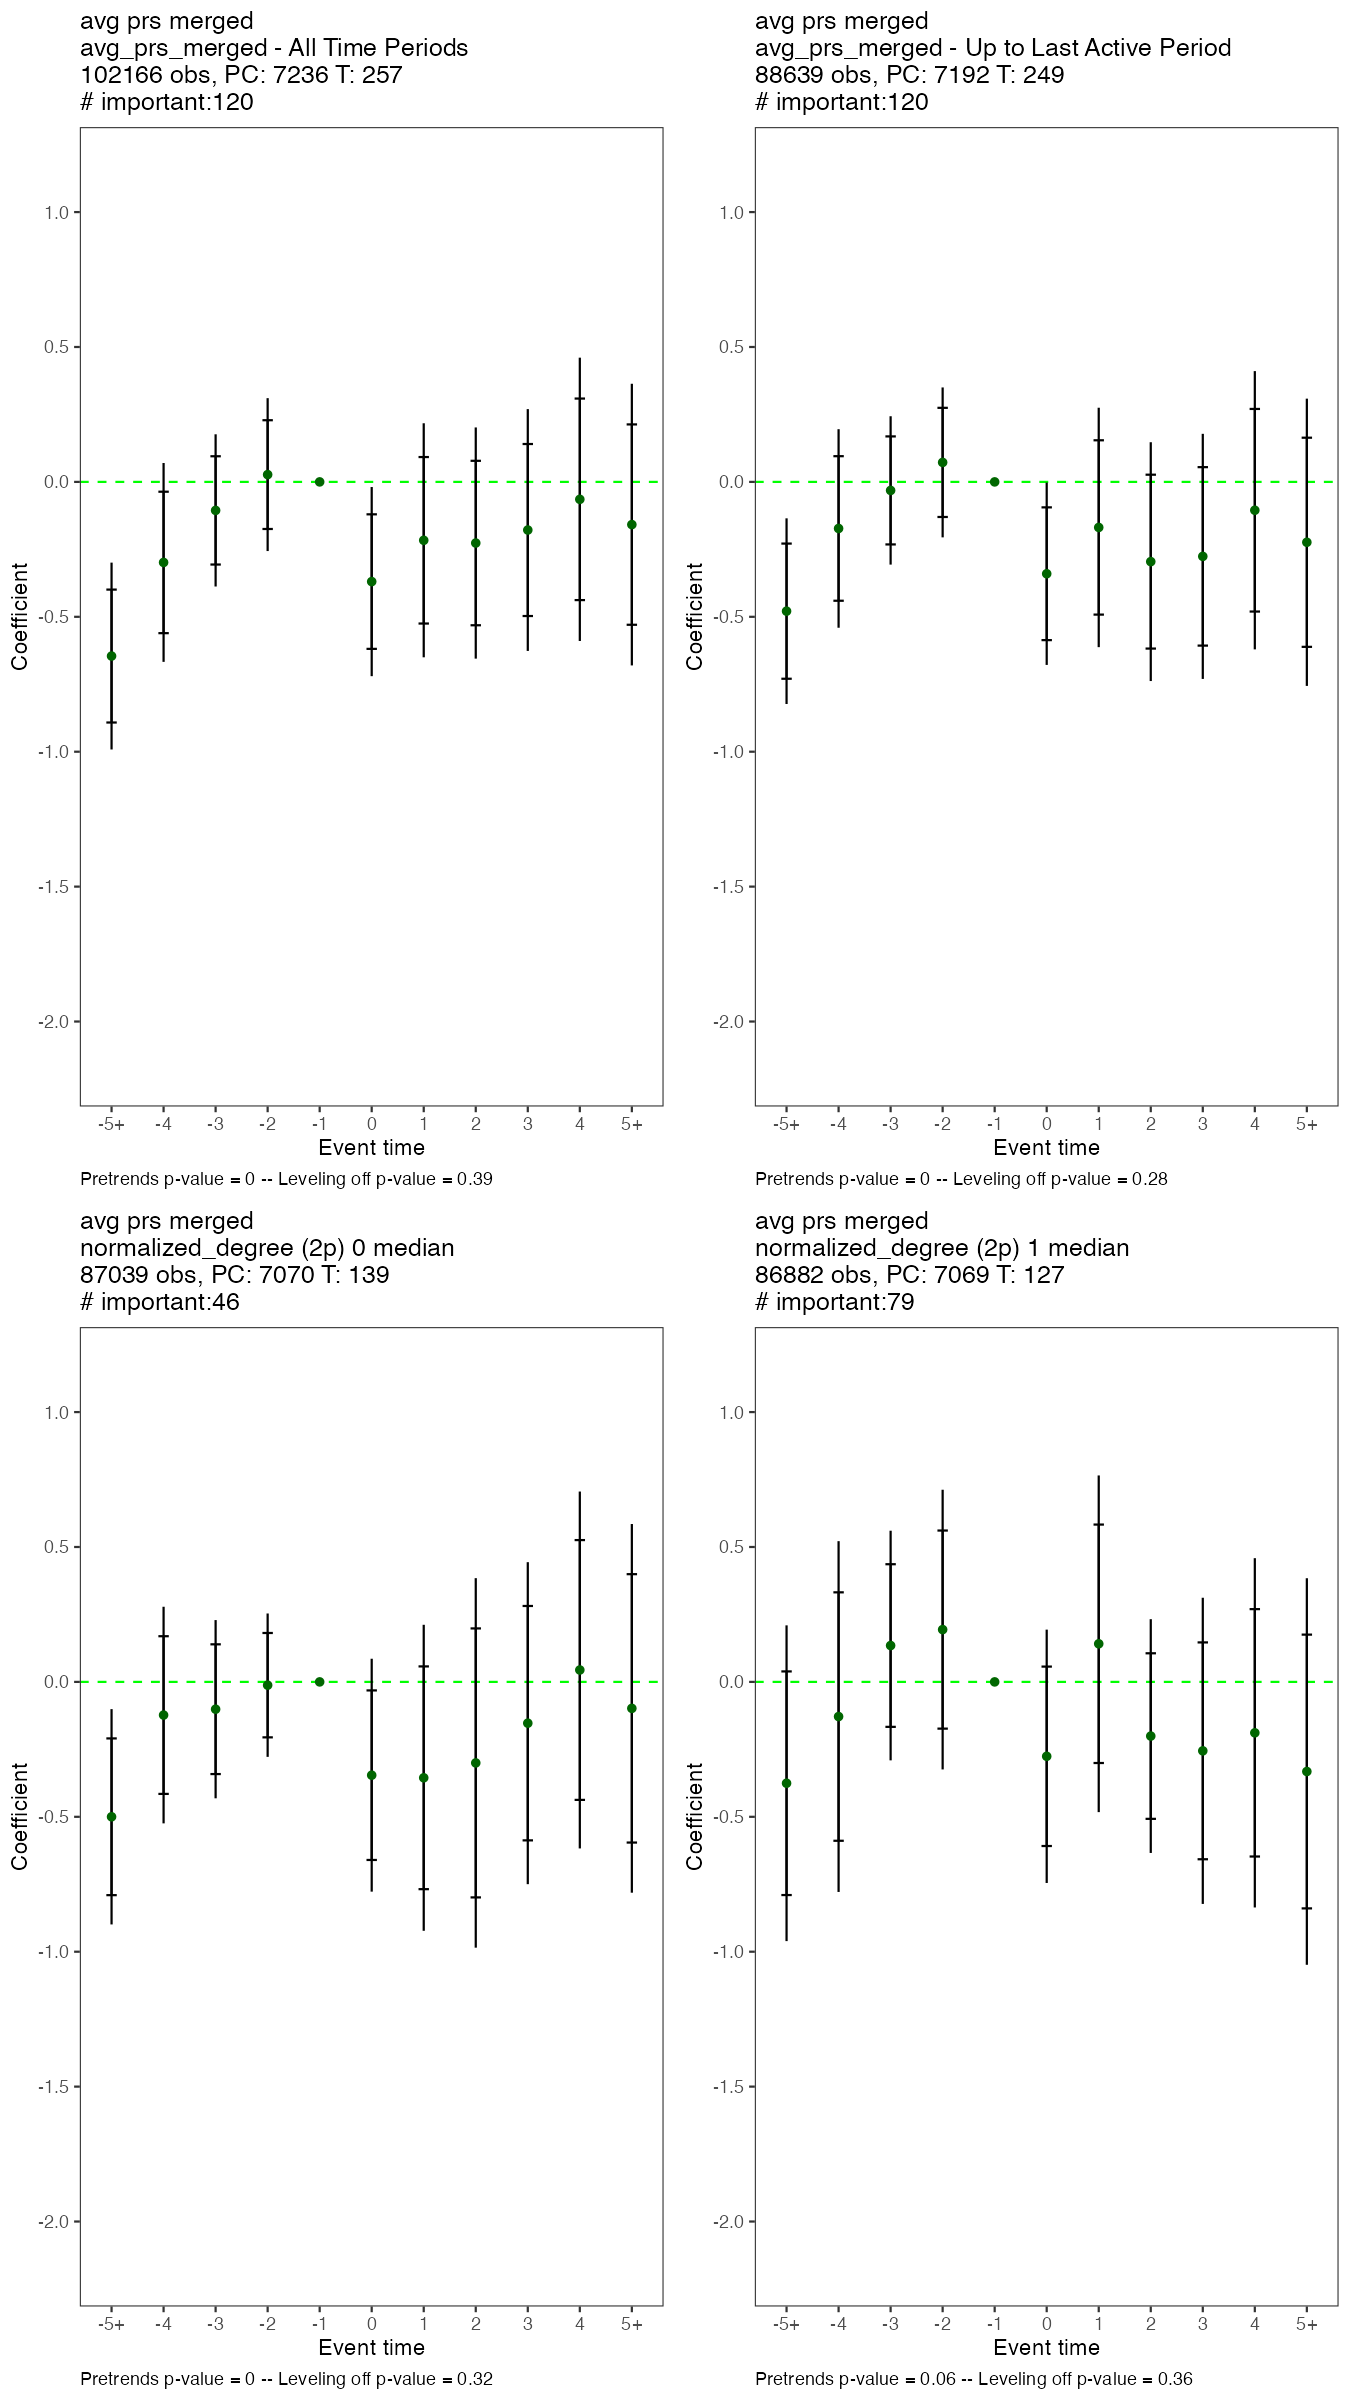 avg prs merged
avg_prs_merged - All Time Periods
102166 obs, PC: 7236 T: 257
# important:120
1.0
0.5
0.0
-0.5
-1.0
-1.5
-2.0
Coefficient
-5+ -4 -3 -2 -1 0 1 2 3 4 5+
Event time
Pretrends p-value = 0 -- Leveling off p-value = 0.39
avg prs merged
avg_prs_merged - Up to Last Active Period
88639 obs, PC: 7192 T: 249
# important:120
1.0
0.5
0.0
-0.5
-1.0
-1.5
-2.0
Coefficient
-5+ -4 -3 -2 -1 0 1 2 3 4 5+
Event time
Pretrends p-value = 0 -- Leveling off p-value = 0.28
avg prs merged
normalized_degree (2p) 0 median
87039 obs, PC: 7070 T: 139
# important:46
1.0
0.5
0.0
-0.5
-1.0
-1.5
-2.0
Coefficient
-5+ -4 -3 -2 -1 0 1 2 3 4 5+
Event time
Pretrends p-value = 0 -- Leveling off p-value = 0.32
avg prs merged
normalized_degree (2p) 1 median
86882 obs, PC: 7069 T: 127
# important:79
1.0
0.5
0.0
-0.5
-1.0
-1.5
-2.0
Coefficient
-5+ -4 -3 -2 -1 0 1 2 3 4 5+
Event time
Pretrends p-value = 0.06 -- Leveling off p-value = 0.36